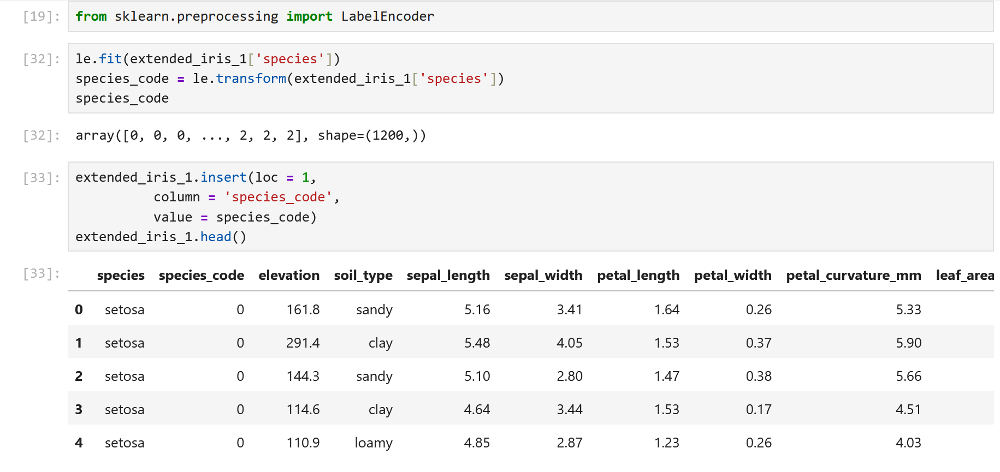 [19]: from sklearn.preprocessing import LabelEncoder
[32]: le.fit(extended_iris_1['species'])
species_code = le.transform(extended_iris_1['species'])
species_code
[32]: array([0, 0, 0, ..., 2, 2, 2], shape=(1200,))
[33]: extended_iris_1.insert(loc = 1,
column = 'species_code',
value = species_code)
extended_iris_1.head()
[33]: species species_code elevation soil_type sepal_length sepal_width petal_length petal_width petal_curvature_mm leaf_area
0 setosa 0 161.8 sandy 5.16 3.41 1.64 0.26 5.33
1 setosa 0 291.4 clay 5.48 4.05 1.53 0.37 5.90
2 setosa 0 144.3 sandy 5.10 2.80 1.47 0.38 5.66
3 setosa 0 114.6 clay 4.64 3.44 1.53 0.17 4.51
4 setosa 0 110.9 loamy 4.85 2.87 1.23 0.26 4.03